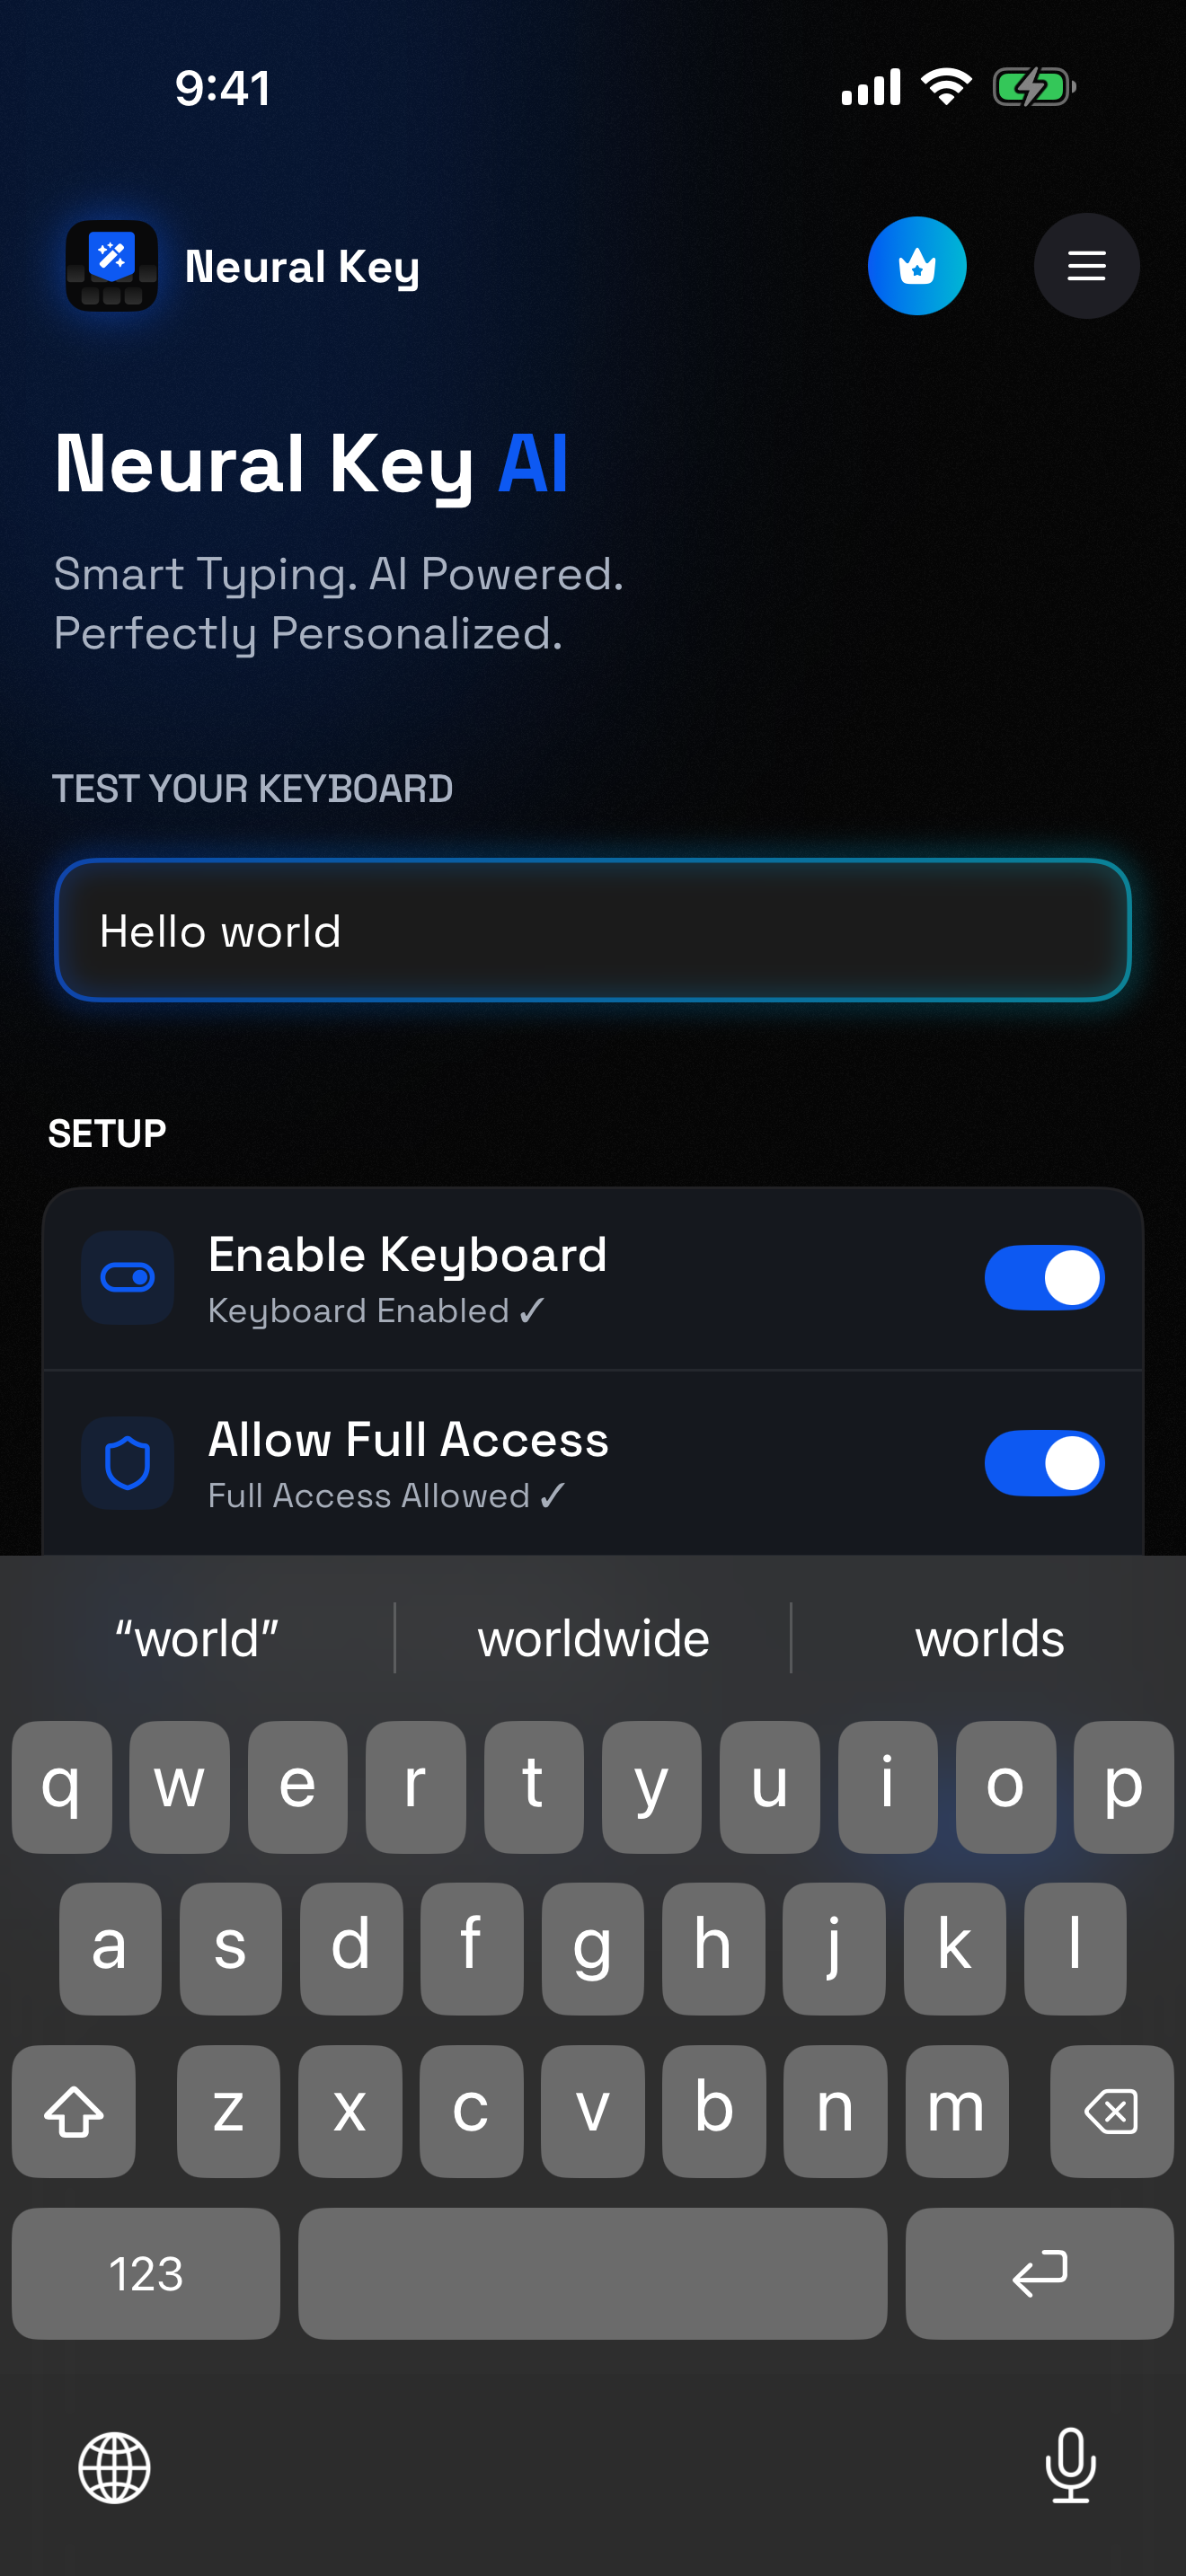 9:41
Neural Key
Neural Key AI
Smart Typing. AI Powered.
Perfectly Personalized.
TEST YOUR KEYBOARD
Hello world
SETUP
Enable Keyboard
Keyboard Enabled ✓
Allow Full Access
Full Access Allowed ✓
“world” worldwide worlds
q w e r t y u i o p
a s d f g h j k l
z x c v b n m
123